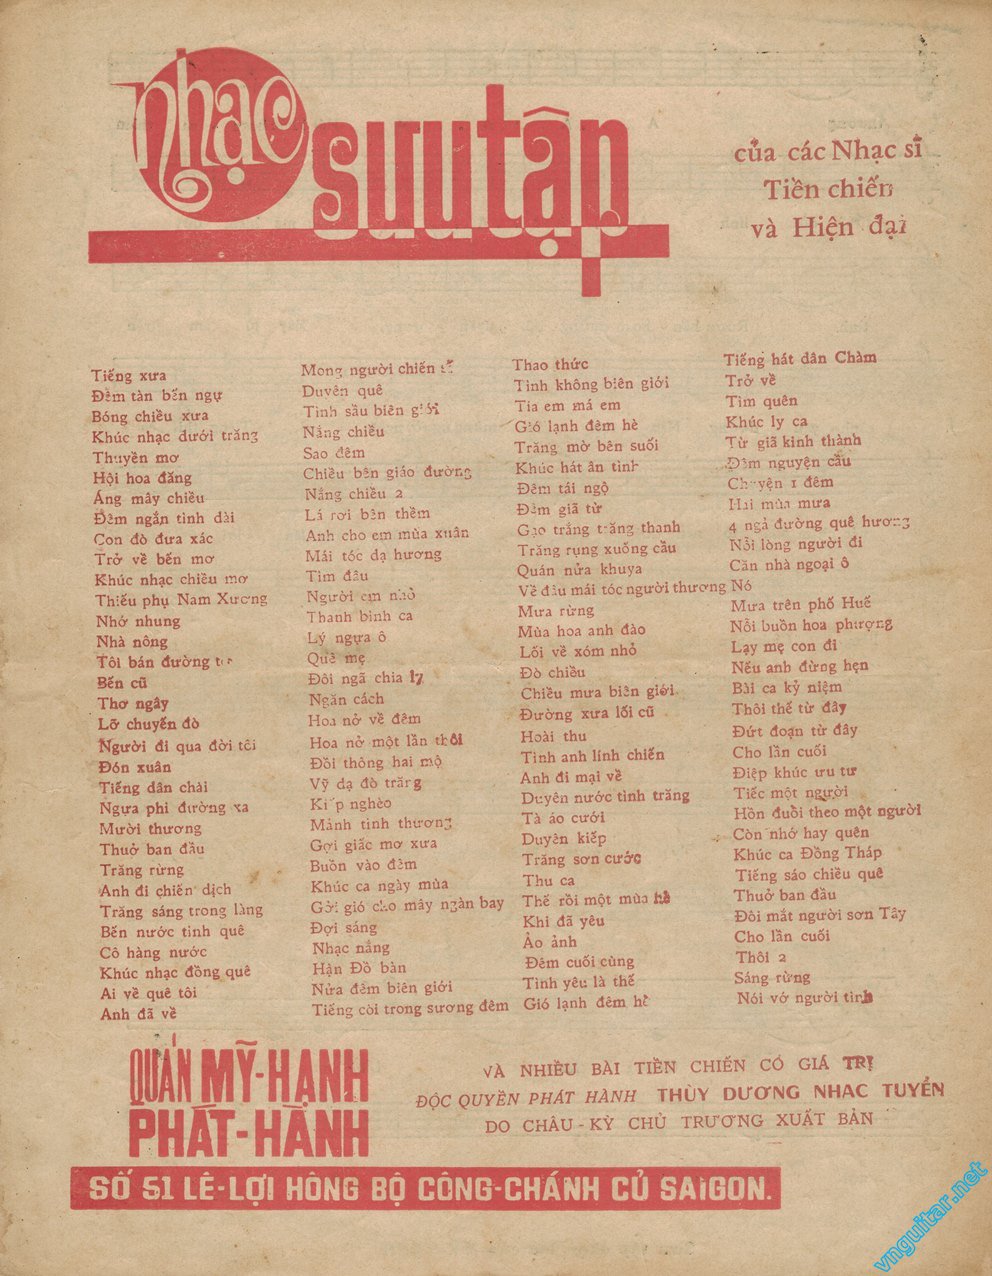 nhạc sưu tập
của các Nhạc sĩ
Tiền chiến
và Hiện đại
Tiếng xưa
Đêm tàn bến ngự
Bóng chiều xưa
Khúc nhạc dưới trăng
Thuyền mơ
Hội hoa đăng
Áng mây chiều
Đêm ngắn tình dài
Con đò đưa xác
Trở về bến mơ
Khúc nhạc chiều mơ
Thiếu phụ Nam Xương
Nhớ nhung
Nhà nông
Tôi bán đường tơ
Bến cũ
Thơ ngây
Lỡ chuyến đò
Người đi qua đời tôi
Đón xuân
Tiếng dân chài
Ngựa phi đường xa
Mười thương
Thuở ban đầu
Trăng rừng
Anh đi chiến dịch
Trăng sáng trong làng
Bến nước tình quê
Cô hàng nước
Khúc nhạc đồng quê
Ai về quê tôi
Anh đã về
Mong người chiến sĩ
Duyên quê
Tình sầu biên giới
Nắng chiều
Sao đêm
Chiều bên giáo đường
Nắng chiều 2
Lá rơi bên thềm
Anh cho em mùa xuân
Mái tóc dạ hương
Tìm đâu
Người em nhỏ
Thanh bình ca
Lý ngựa ô
Quê mẹ
Đôi ngã chia ly
Ngăn cách
Hoa nở về đêm
Hoa nở một lần thôi
Đồi thông hai mộ
Vỹ dạ đò trăng
Kiếp nghèo
Mảnh tình thương
Gợi giấc mơ xưa
Buồn vào đêm
Khúc ca ngày mùa
Gởi gió cho mây ngàn bay
Đợi sáng
Nhạc nắng
Hận Đồ bàn
Nửa đêm biên giới
Tiếng còi trong sương đêm
Thao thức
Tình không biên giới
Tía em má em
Gió lạnh đêm hè
Trăng mờ bên suối
Khúc hát ân tình
Đêm tái ngộ
Đêm giã từ
Gạo trắng trăng thanh
Trăng rụng xuống cầu
Quán nửa khuya
Về đâu mái tóc người thương
Mưa rừng
Mùa hoa anh đào
Lối về xóm nhỏ
Đò chiều
Chiều mưa biên giới
Đường xưa lối cũ
Hoài thu
Tình anh lính chiến
Anh đi mai về
Duyên nước tình trăng
Tà áo cưới
Duyên kiếp
Trăng sơn cước
Thu ca
Thế rồi một mùa hè
Khi đã yêu
Ảo ảnh
Đêm cuối cùng
Tình yêu là thế
Gió lạnh đêm hè
Tiếng hát dân Chàm
Trở về
Tìm quên
Khúc ly ca
Từ giã kinh thành
Đêm nguyện cầu
Chuyện 1 đêm
Hai mùa mưa
4 ngả đường quê hương
Nỗi lòng người đi
Căn nhà ngoại ô
Nó
Mưa trên phố Huế
Nỗi buồn hoa phượng
Lạy mẹ con đi
Nếu anh đừng hẹn
Bài ca kỷ niệm
Thôi thế từ đây
Đứt đoạn từ đây
Cho lần cuối
Điệp khúc ưu tư
Tiếc một người
Hồn đuổi theo một người
Còn nhớ hay quên
Khúc ca Đồng Tháp
Tiếng sáo chiều quê
Thuở ban đầu
Đôi mắt người sơn Tây
Cho lần cuối
Thôi 2
Sáng rừng
Nói vớ người tình
QUÁN MỸ-HẠNH
PHÁT-HÀNH
VÀ NHIỀU BÀI TIỀN CHIẾN CÓ GIÁ TRỊ
ĐỘC QUYỀN PHÁT HÀNH THÙY DƯƠNG NHẠC TUYỂN
DO CHÂU-KỲ CHỦ TRƯƠNG XUẤT BẢN
SỐ 51 LÊ-LỢI HÔNG BỘ CÔNG-CHÁNH CỦ SAIGON.
vnguitar.net